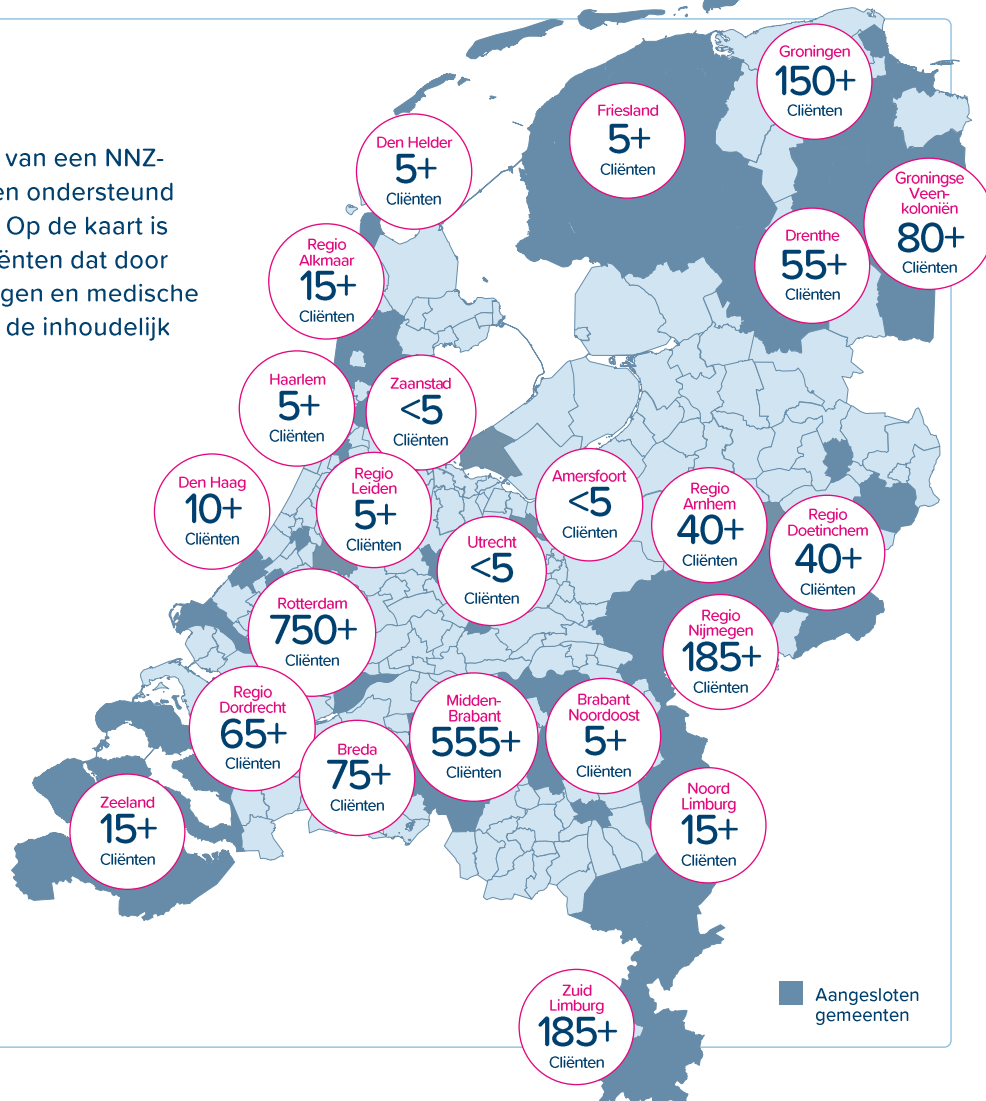 van een NNZ-
en ondersteund
Op de kaart is
ënten dat door
gen en medische
de inhoudelijk
Groningen
150+
Cliënten
Friesland
5+
Cliënten
Den Helder
5+
Cliënten
Groningse
Veen-
koloniën
80+
Cliënten
Drenthe
55+
Cliënten
Regio
Alkmaar
15+
Cliënten
Haarlem
5+
Cliënten
Zaanstad
<5
Cliënten
Den Haag
10+
Cliënten
Regio
Leiden
5+
Cliënten
Amersfoort
<5
Cliënten
Regio
Arnhem
40+
Cliënten
Regio
Doetinchem
40+
Cliënten
Utrecht
<5
Cliënten
Rotterdam
750+
Cliënten
Regio
Nijmegen
185+
Cliënten
Regio
Dordrecht
65+
Cliënten
Midden-
Brabant
555+
Cliënten
Brabant
Noordoost
5+
Cliënten
Breda
75+
Cliënten
Zeeland
15+
Cliënten
Noord
Limburg
15+
Cliënten
Zuid
Limburg
185+
Cliënten
Aangesloten
gemeenten